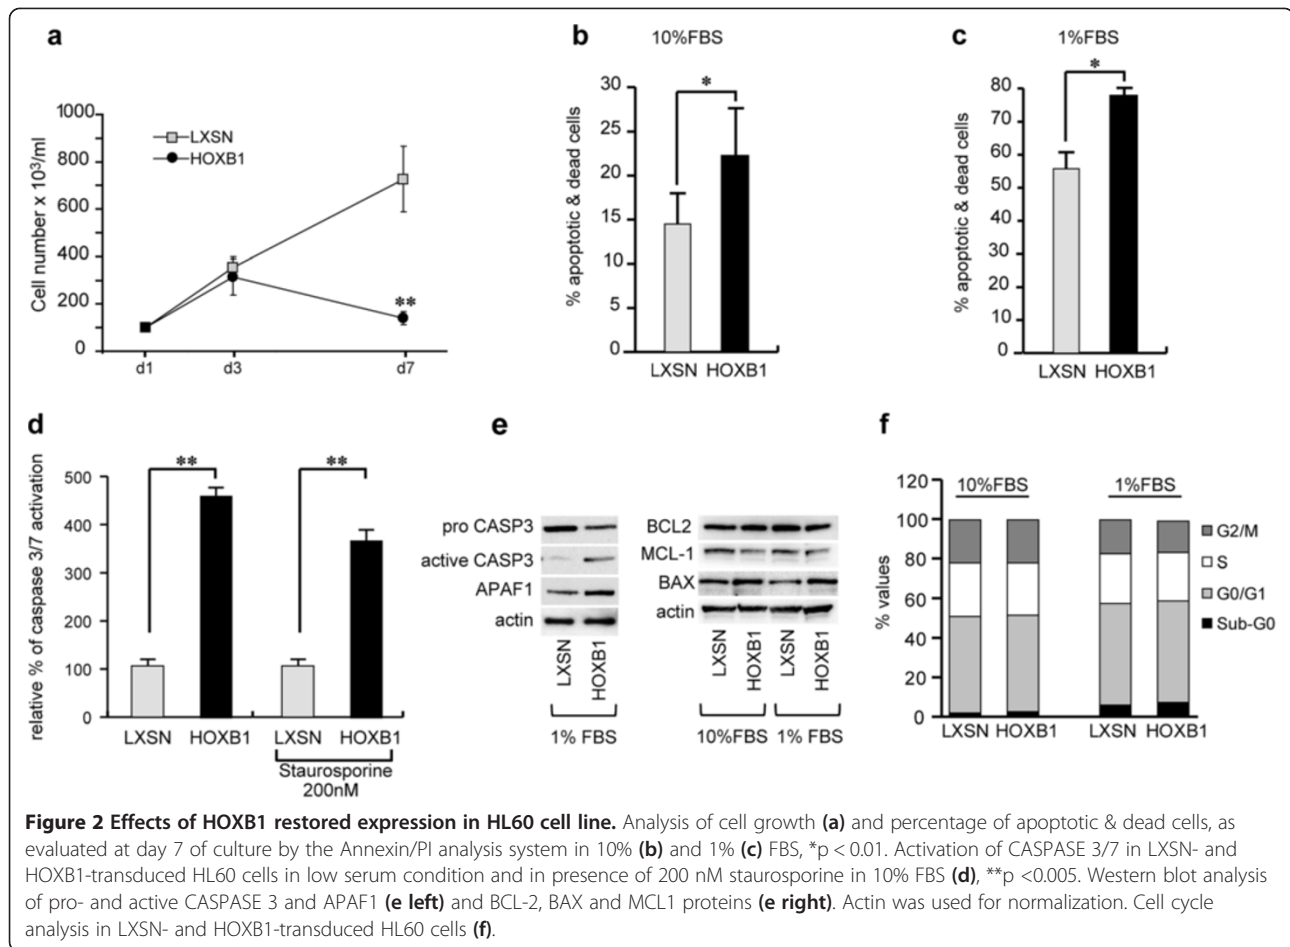 a
1000
800
600
400
200
0
Cell number x 10³/ml
LXSN
HOXB1
**
d1 d3 d7
b
10%FBS
*
30
25
20
15
10
5
0
% apoptotic & dead cells
LXSN HOXB1
c
1%FBS
*
80
70
60
50
40
30
20
10
0
% apoptotic & dead cells
LXSN HOXB1
d
relative % of caspase 3/7 activation
500
400
300
200
100
0
** **
LXSN HOXB1 LXSN HOXB1
Staurosporine
200nM
e
pro CASP3
active CASP3
APAF1
actin
LXSN HOXB1
1% FBS
BCL2
MCL-1
BAX
actin
LXSN HOXB1 LXSN HOXB1
10%FBS 1% FBS
f
120
100
80
60
40
20
0
% values
10%FBS 1%FBS
G2/M
S
G0/G1
Sub-G0
LXSN HOXB1 LXSN HOXB1
Figure 2 Effects of HOXB1 restored expression in HL60 cell line. Analysis of cell growth (a) and percentage of apoptotic & dead cells, as
evaluated at day 7 of culture by the Annexin/PI analysis system in 10% (b) and 1% (c) FBS, *p < 0.01. Activation of CASPASE 3/7 in LXSN- and
HOXB1-transduced HL60 cells in low serum condition and in presence of 200 nM staurosporine in 10% FBS (d), **p <0.005. Western blot analysis
of pro- and active CASPASE 3 and APAF1 (e left) and BCL-2, BAX and MCL1 proteins (e right). Actin was used for normalization. Cell cycle
analysis in LXSN- and HOXB1-transduced HL60 cells (f).